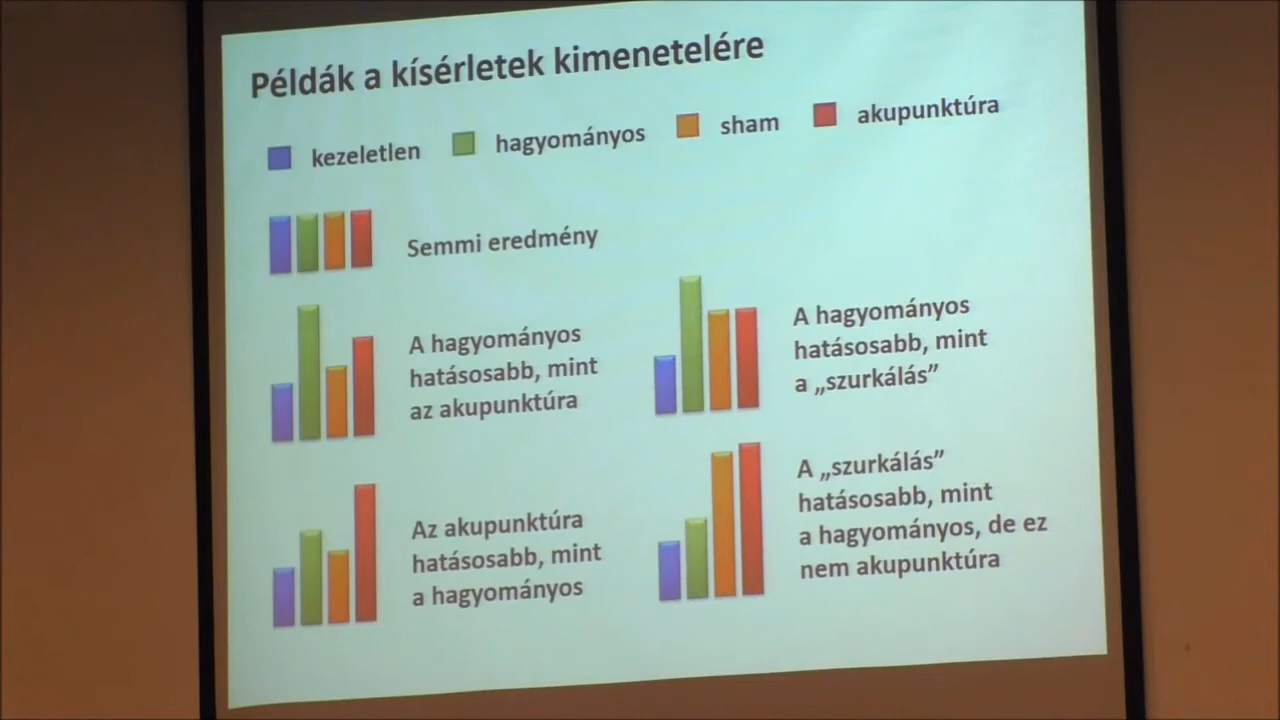 Példák a kísérletek kimenetelére
kezeletlen hagyományos sham akupunktúra
Semmi eredmény
A hagyományos
hatásosabb, mint
az akupunktúra
A hagyományos
hatásosabb, mint
a „szurkálás”
Az akupunktúra
hatásosabb, mint
a hagyományos
A „szurkálás”
hatásosabb, mint
a hagyományos, de ez
nem akupunktúra